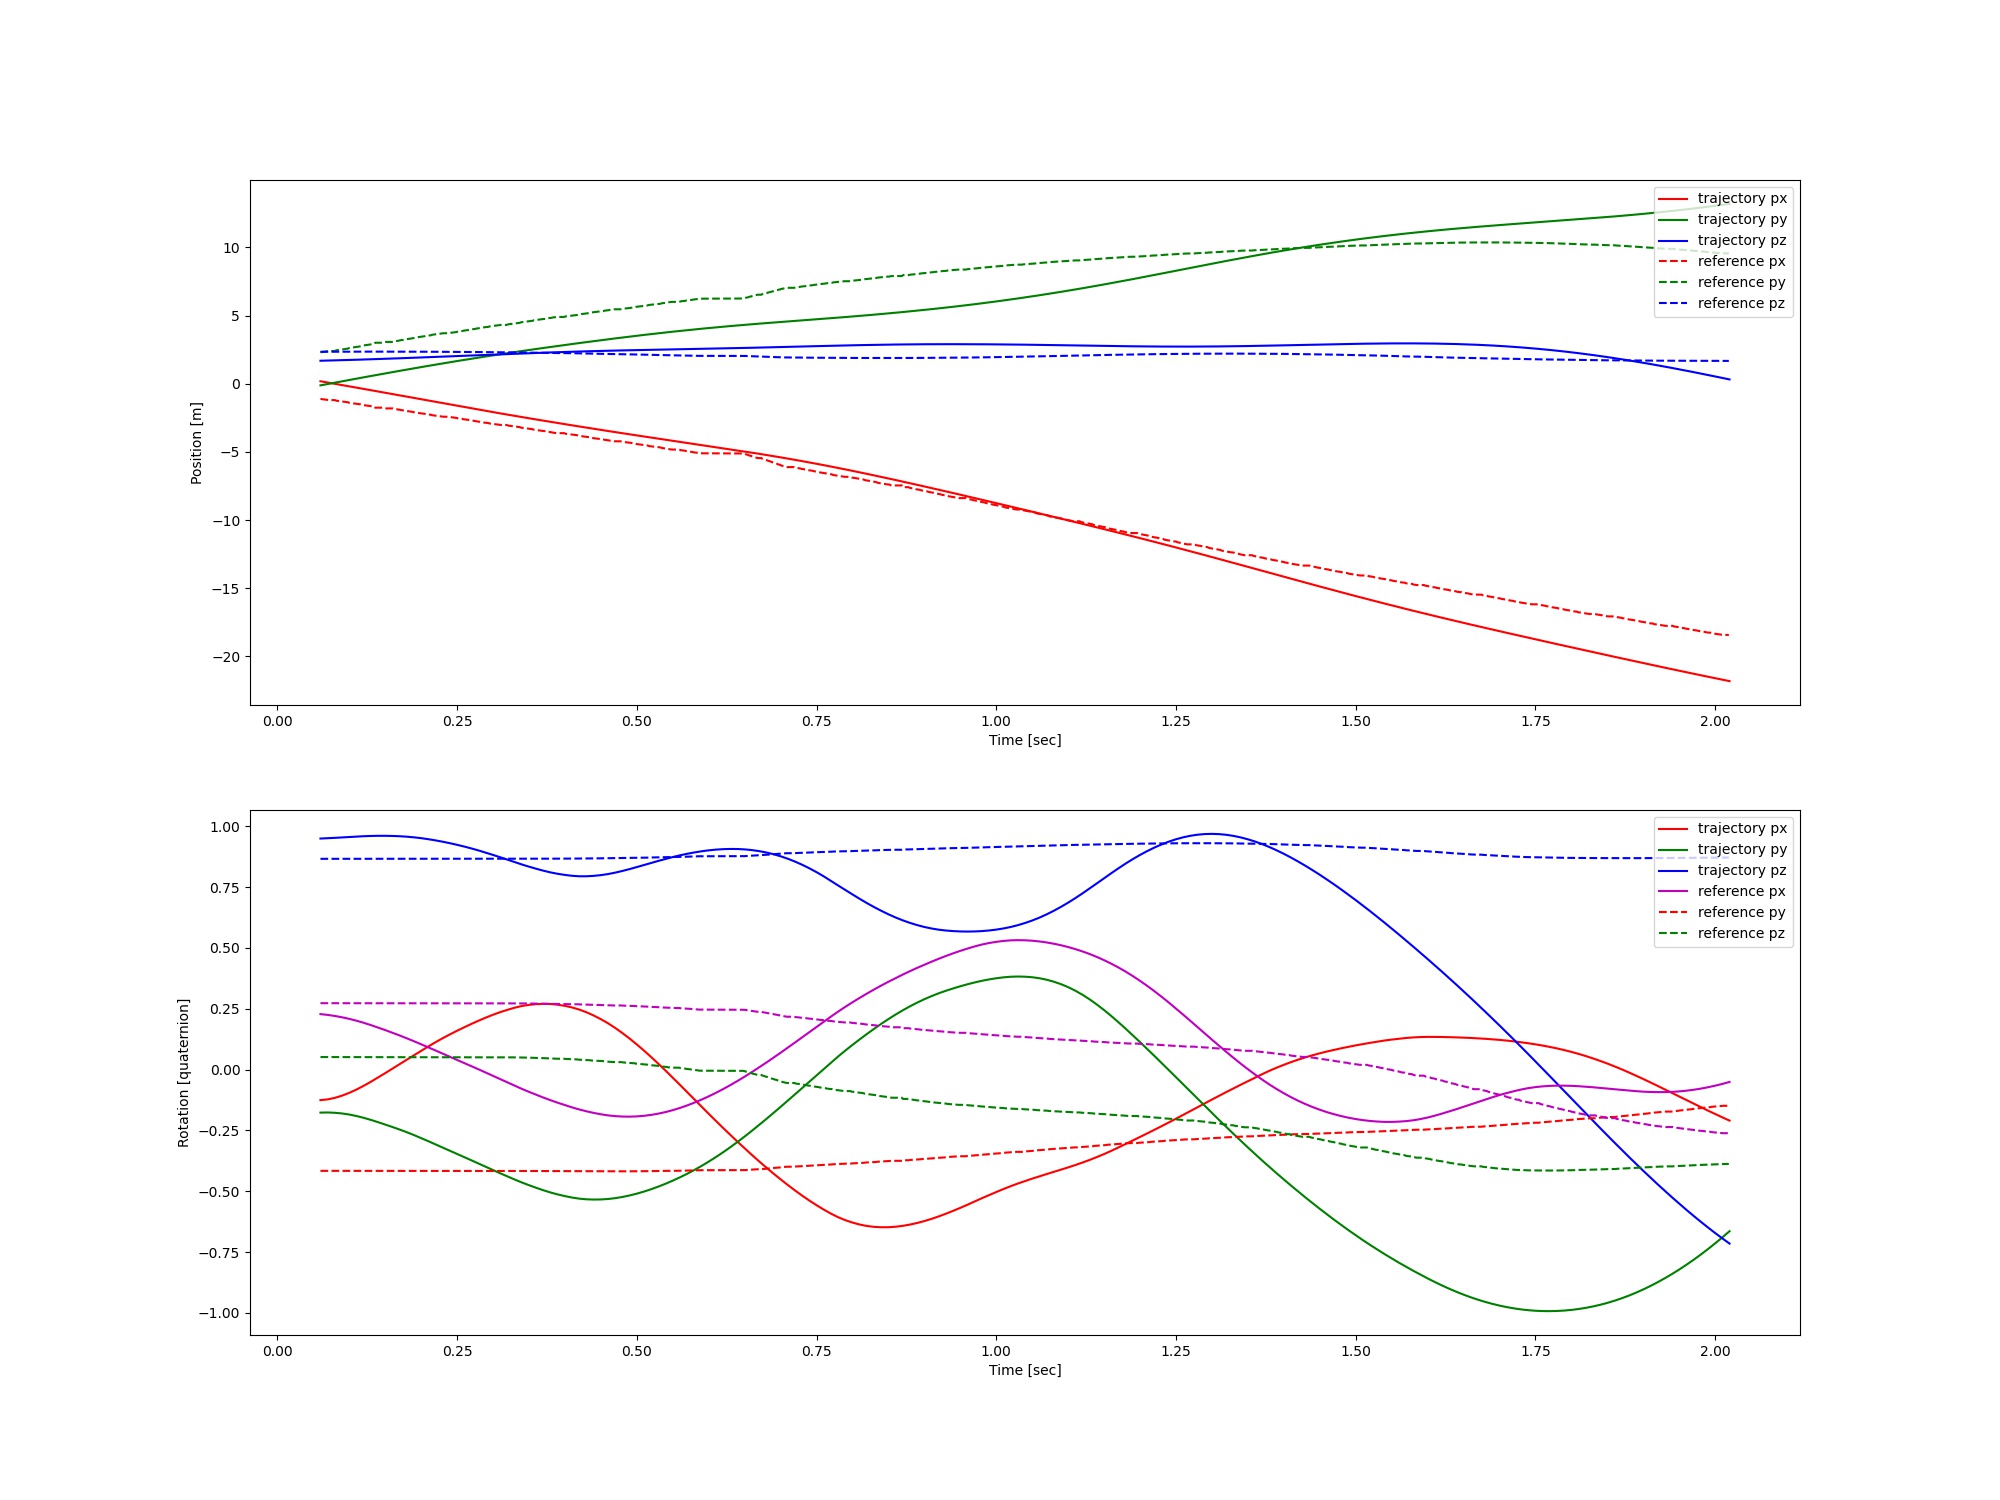 trajectory px
trajectory py
trajectory pz
reference px
reference py
reference pz
10
5
0
−5
−10
−15
−20
Position [m]
0.00 0.25 0.50 0.75 1.00 1.25 1.50 1.75 2.00
Time [sec]
trajectory px
trajectory py
trajectory pz
reference px
reference py
reference pz
1.00
0.75
0.50
0.25
0.00
−0.25
−0.50
−0.75
−1.00
Rotation [quaternion]
0.00 0.25 0.50 0.75 1.00 1.25 1.50 1.75 2.00
Time [sec]